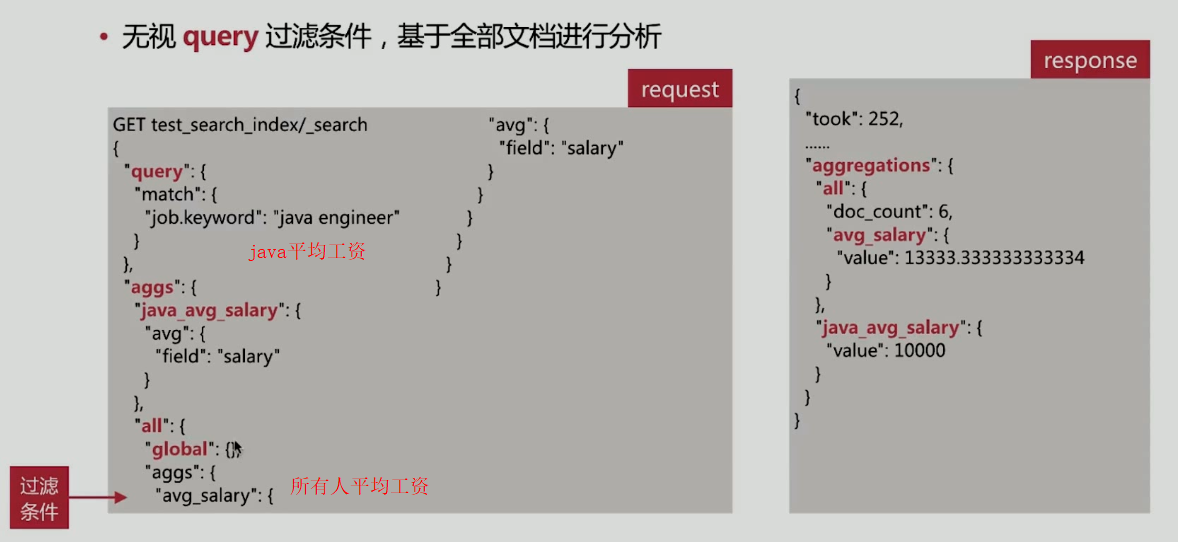 • 无视 query 过滤条件，基于全部文档进行分析
request
GET test_search_index/_search
{
"query": {
"match": {
"job.keyword": "java engineer"
}
java平均工资
},
"aggs": {
"java_avg_salary": {
"avg": {
"field": "salary"
}
},
"all": {
"global": {},
"aggs": {
"avg_salary": {
所有人平均工资
过滤
条件
"avg": {
"field": "salary"
}
}
}
}
}
}
response
{
"took": 252,
......
"aggregations": {
"all": {
"doc_count": 6,
"avg_salary": {
"value": 13333.333333333334
}
},
"java_avg_salary": {
"value": 10000
}
}
}